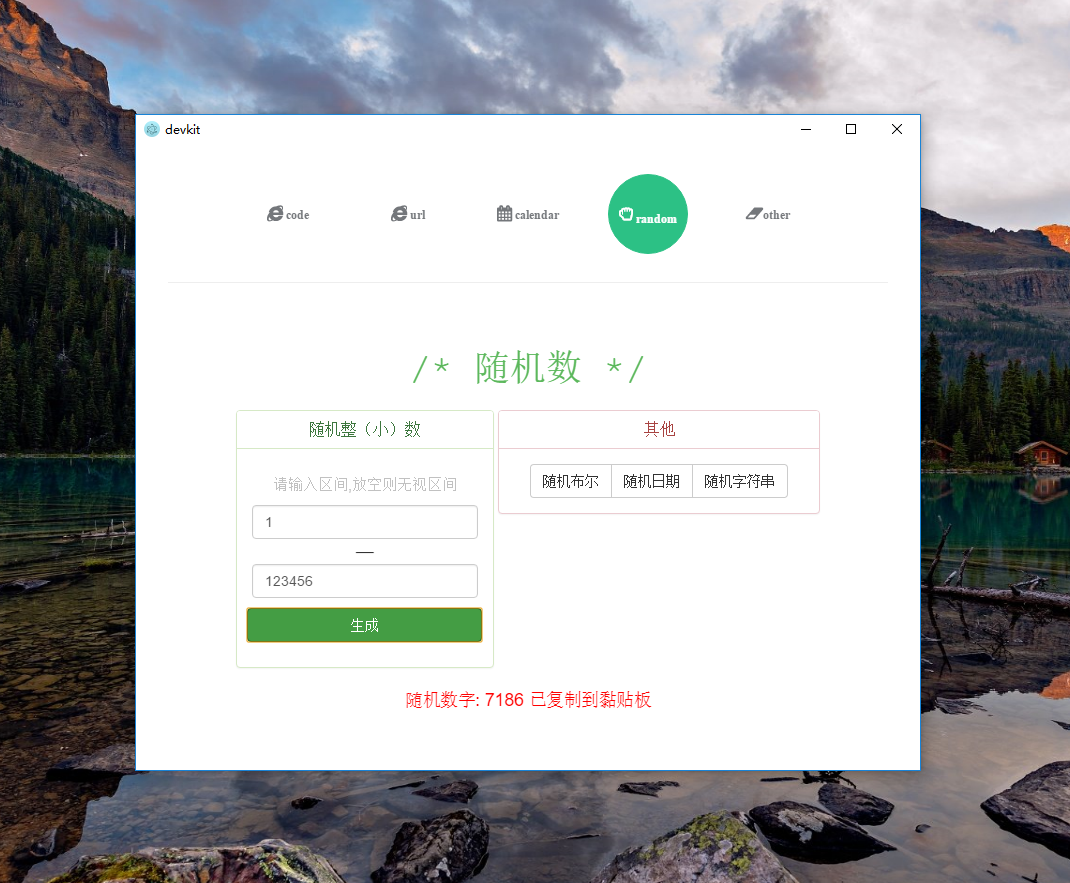 devkit
code
url
calendar
random
other
/* 随机数 */
随机整（小）数
请输入区间,放空则无视区间
1
—
123456
生成
其他
随机布尔 随机日期 随机字符串
随机数字: 7186 已复制到黏贴板